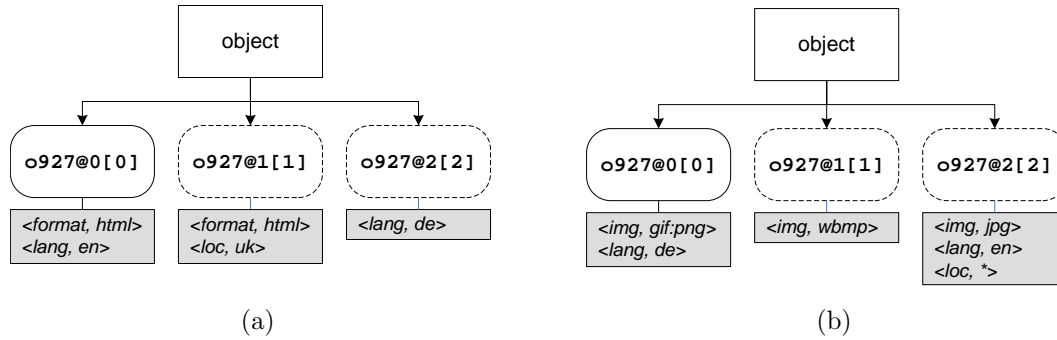 object
o927@0[0]
o927@1[1]
o927@2[2]
<format, html>
<lang, en>
<format, html>
<loc, uk>
<lang, de>
(a)
object
o927@0[0]
o927@1[1]
o927@2[2]
<img, gif:png>
<lang, de>
<img, wbmp>
<img, jpg>
<lang, en>
<loc, *>
(b)